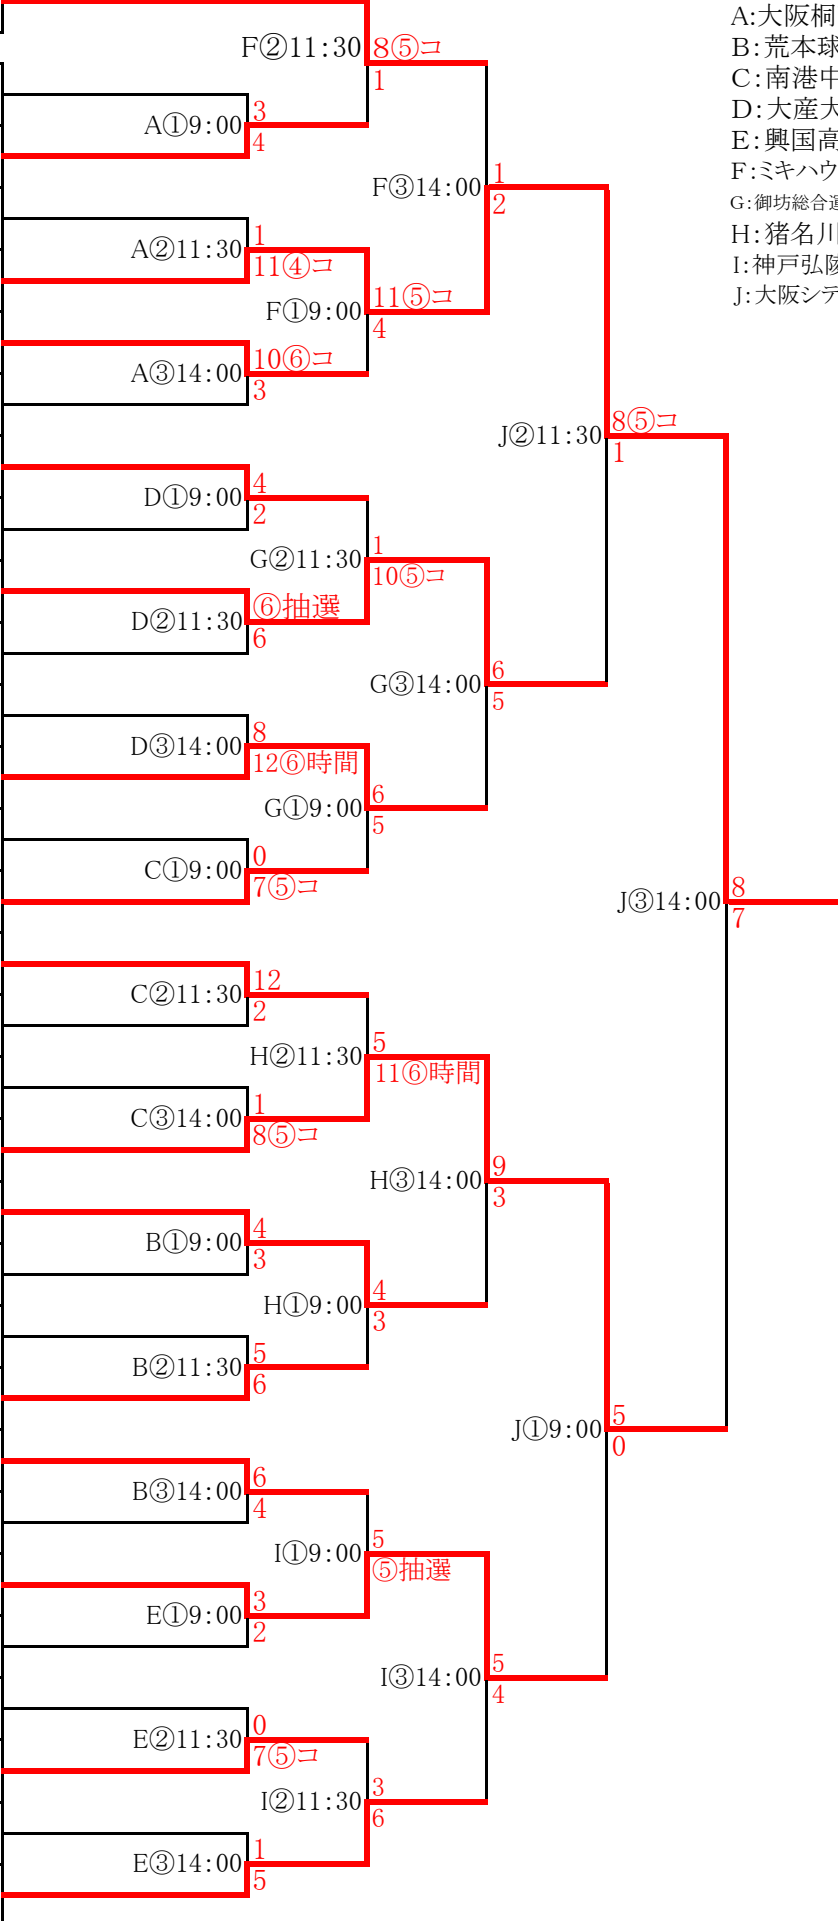 A:大阪桐
F②11:30
8⑤コ
B:荒本球
1
C:南港中
A①9:00
3
4
D:大産大
E:興国高
F③14:00
1
2
F:ミキハウ
G:御坊総合運
A②11:30
1
11④コ
H:猪名川
I:神戸弘陵
J:大阪シテ
F①9:00
11⑤コ
4
A③14:00
10⑥コ
3
J②11:30
8⑤コ
1
D①9:00
4
2
G②11:30
1
10⑤コ
D②11:30
⑥抽選
6
G③14:00
6
5
D③14:00
8
12⑥時間
G①9:00
6
5
C①9:00
0
7⑤コ
J③14:00
8
7
C②11:30
12
2
H②11:30
5
11⑥時間
C③14:00
1
8⑤コ
H③14:00
9
3
B①9:00
4
3
H①9:00
4
3
B②11:30
5
6
J①9:00
5
0
B③14:00
6
4
I①9:00
5
⑤抽選
E①9:00
3
2
I③14:00
5
4
E②11:30
0
7⑤コ
I②11:30
3
6
E③14:00
1
5